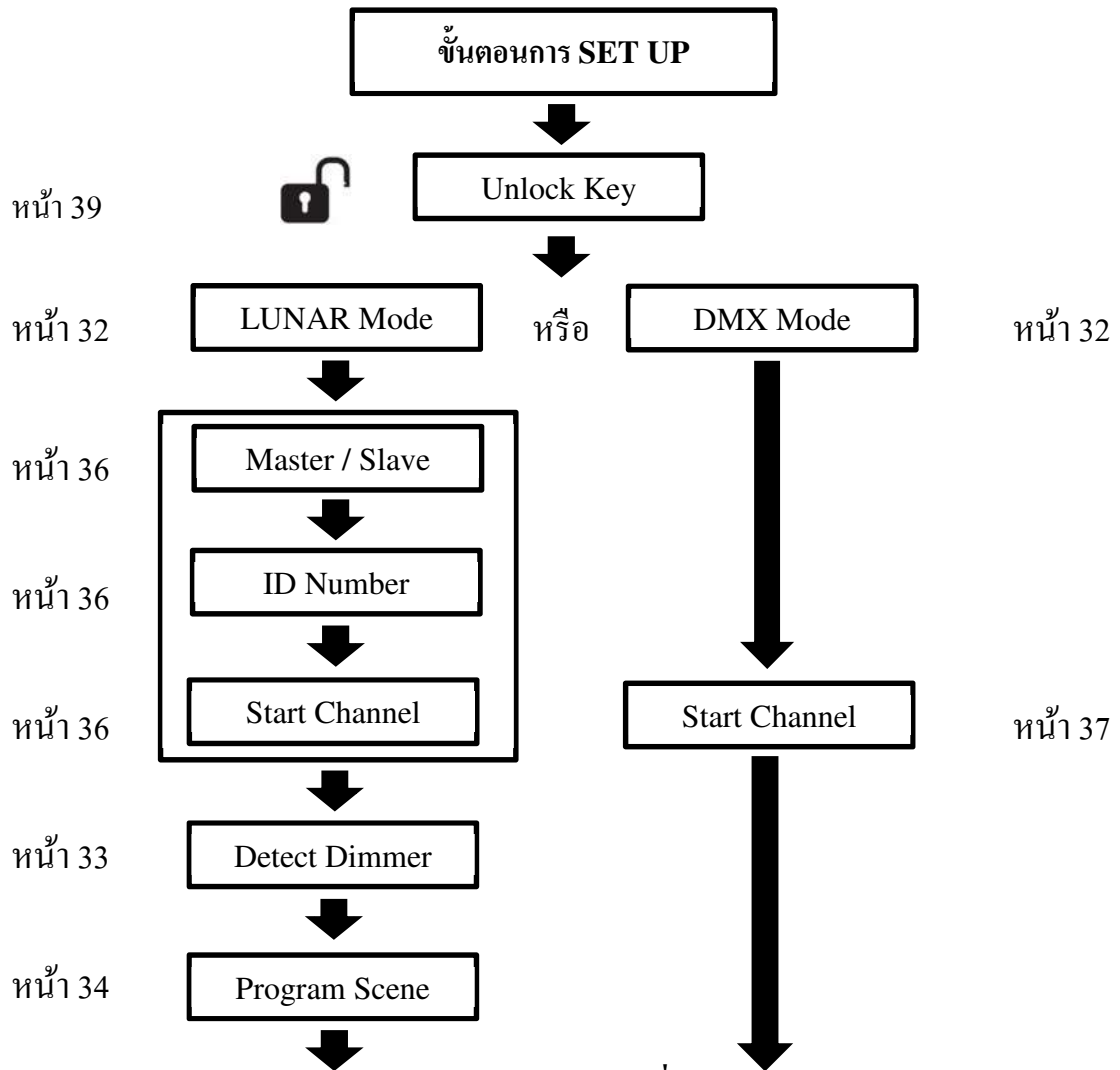 ขั้นตอนการ SET UP
Unlock Key
หน้า 39
หน้า 32
LUNAR Mode
หรือ
DMX Mode
หน้า 32
หน้า 36
Master / Slave
หน้า 36
ID Number
หน้า 36
Start Channel
Start Channel
หน้า 37
หน้า 33
Detect Dimmer
หน้า 34
Program Scene